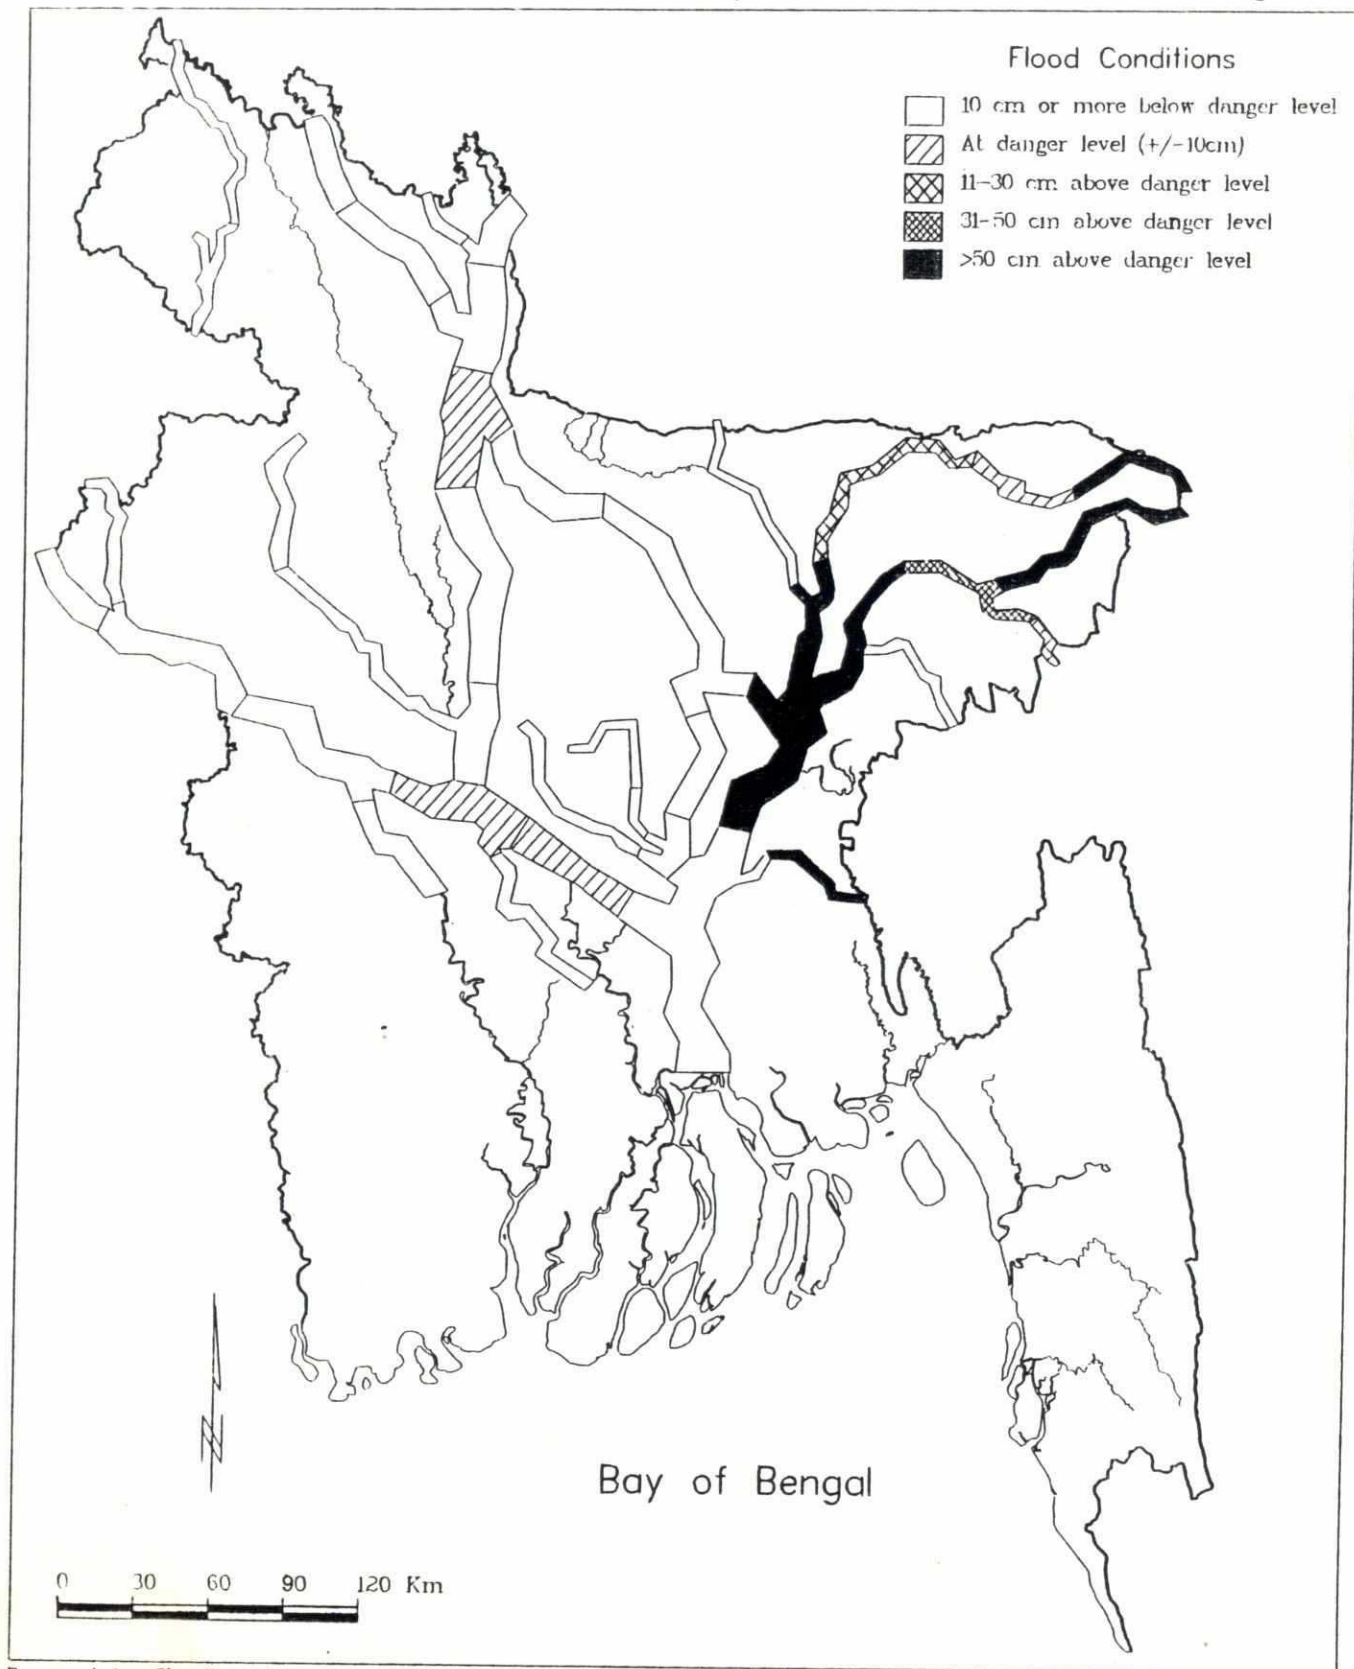 Flood Conditions
10 cm or more below danger level
At danger level (+/-10cm)
11-30 cm above danger level
31-50 cm above danger level
>50 cm above danger level
N
Bay of Bengal
0 30 60 90 120 Km